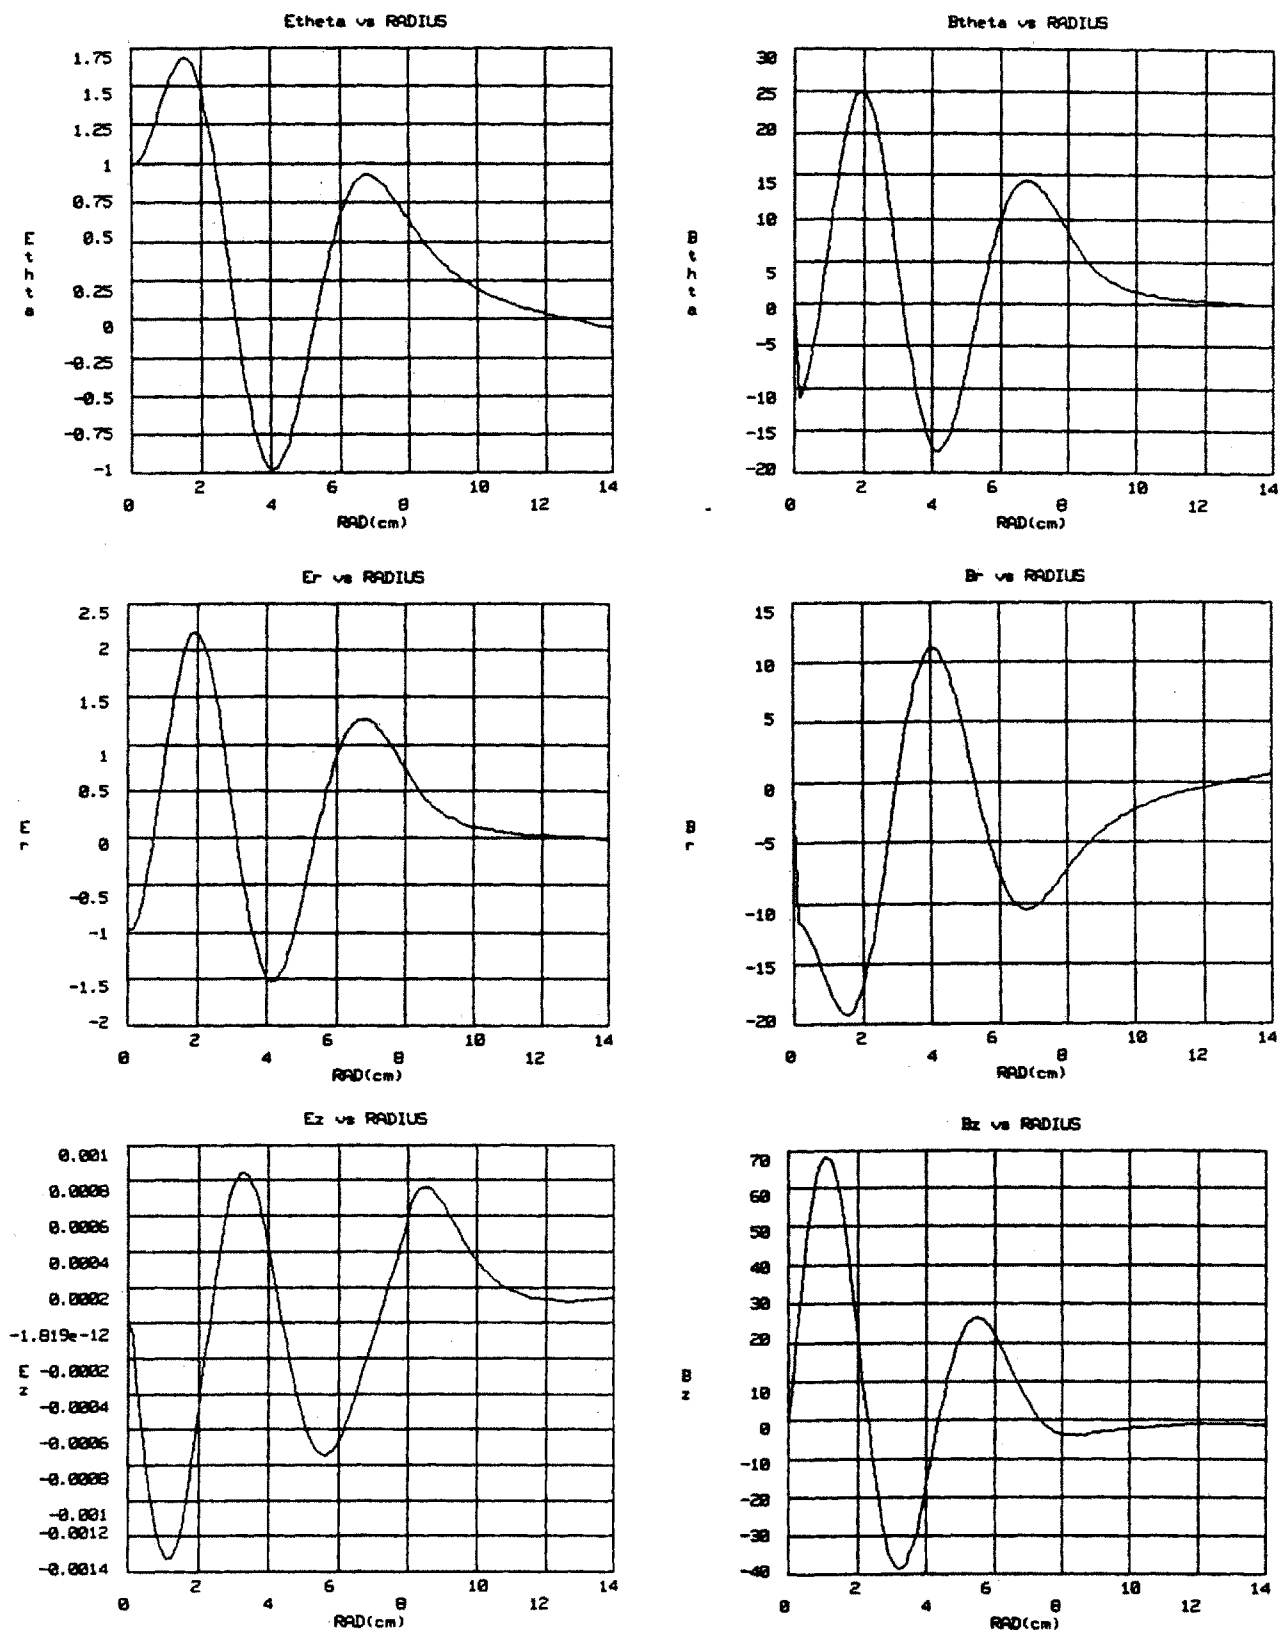 Etheta vs RADIUS
1.75
1.5
1.25
1
0.75
0.5
0.25
0
-0.25
-0.5
-0.75
-1
E
t
h
t
a
0 2 4 6 8 10 12 14
RAD(cm)
Btheta vs RADIUS
30
25
20
15
10
5
0
-5
-10
-15
-20
B
t
h
t
a
0 2 4 6 8 10 12 14
RAD(cm)
Er vs RADIUS
2.5
2
1.5
1
0.5
0
-0.5
-1
-1.5
-2
E
r
0 2 4 6 8 10 12 14
RAD(cm)
Br vs RADIUS
15
10
5
0
-5
-10
-15
-20
B
r
0 2 4 6 8 10 12 14
RAD(cm)
Ez vs RADIUS
0.001
0.0008
0.0006
0.0004
0.0002
-1.819e-12
-0.0002
-0.0004
-0.0006
-0.0008
-0.001
-0.0012
-0.0014
E
z
0 2 4 6 8 10 12 14
RAD(cm)
Bz vs RADIUS
70
60
50
40
30
20
10
0
-10
-20
-30
-40
B
z
0 2 4 6 8 10 12 14
RAD(cm)